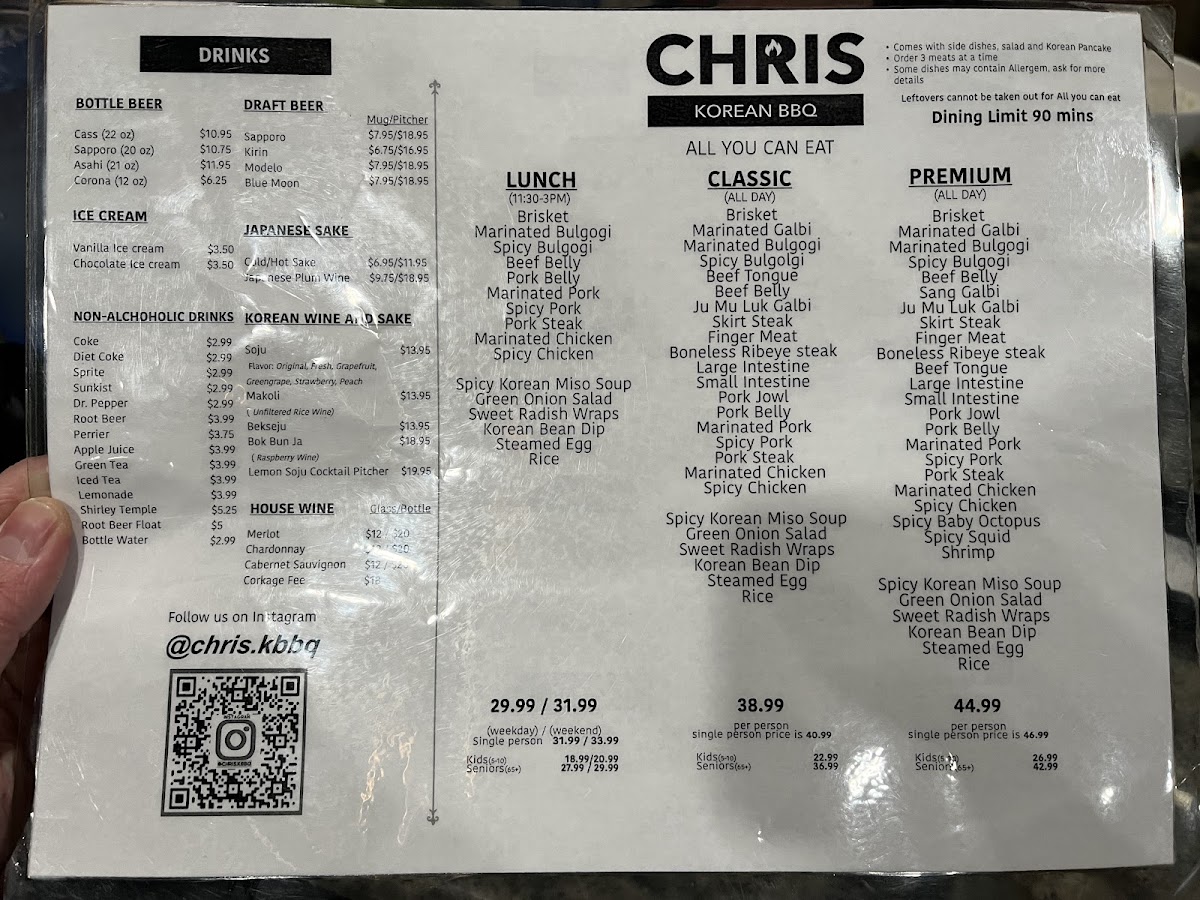 DRINKS
BOTTLE BEER
Cass (22 oz) $10.95
Sapporo (20 oz) $10.75
Asahi (21 oz) $11.95
Corona (12 oz) $6.25
ICE CREAM
Vanilla Ice cream $3.50
Chocolate Ice cream $3.50
NON-ALCHOHOLIC DRINKS
Coke $2.99
Diet Coke $2.99
Sprite $2.99
Sunkist $2.99
Dr. Pepper $2.99
Root Beer $3.99
Perrier $3.75
Apple Juice $3.99
Green Tea $3.99
Iced Tea $3.99
Lemonade $3.99
Shirley Temple $5.25
Root Beer Float $5
Bottle Water $2.99
DRAFT BEER
Mug/Pitcher
Sapporo $7.95/$18.95
Kirin $6.75/$16.95
Modelo $7.95/$18.95
Blue Moon $7.95/$18.95
JAPANESE SAKE
Cold/Hot Sake $6.95/$11.95
Japanese Plum Wine $9.75/$18.95
KOREAN WINE AND SAKE
Soju $13.95
Flavor: Original, Fresh, Grapefruit,
Greengrape, Strawberry, Peach
Makoli $13.95
( Unfiltered Rice Wine)
Bekseju $13.95
Bok Bun Ja $18.95
( Raspberry Wine)
Lemon Soju Cocktail Pitcher $19.95
HOUSE WINE Glass/Bottle
Merlot $12 / $20
Chardonnay $12 / $20
Cabernet Sauvignon $12 / $20
Corkage Fee $18
Follow us on Instagram
@chris.kbbq
INSTAGRAM
@CHRISKBBQ
CHRIS
KOREAN BBQ
ALL YOU CAN EAT
• Comes with side dishes, salad and Korean Pancake
• Order 3 meats at a time
• Some dishes may contain Allergem, ask for more
details
Leftovers cannot be taken out for All you can eat
Dining Limit 90 mins
LUNCH
(11:30-3PM)
Brisket
Marinated Bulgogi
Spicy Bulgogi
Beef Belly
Pork Belly
Marinated Pork
Spicy Pork
Pork Steak
Marinated Chicken
Spicy Chicken
Spicy Korean Miso Soup
Green Onion Salad
Sweet Radish Wraps
Korean Bean Dip
Steamed Egg
Rice
29.99 / 31.99
(weekday) / (weekend)
Single person 31.99 / 33.99
Kids(5-10) 18.99/20.99
Seniors(65+) 27.99 / 29.99
CLASSIC
(ALL DAY)
Brisket
Marinated Galbi
Marinated Bulgogi
Spicy Bulgolgi
Beef Tongue
Beef Belly
Ju Mu Luk Galbi
Skirt Steak
Finger Meat
Boneless Ribeye steak
Large Intestine
Small Intestine
Pork Jowl
Pork Belly
Marinated Pork
Spicy Pork
Pork Steak
Marinated Chicken
Spicy Chicken
Spicy Korean Miso Soup
Green Onion Salad
Sweet Radish Wraps
Korean Bean Dip
Steamed Egg
Rice
38.99
per person
single person price is 40.99
Kids(5-10) 22.99
Seniors(65+) 36.99
PREMIUM
(ALL DAY)
Brisket
Marinated Galbi
Marinated Bulgogi
Spicy Bulgogi
Beef Belly
Sang Galbi
Ju Mu Luk Galbi
Skirt Steak
Finger Meat
Boneless Ribeye steak
Beef Tongue
Large Intestine
Small Intestine
Pork Jowl
Pork Belly
Marinated Pork
Spicy Pork
Pork Steak
Marinated Chicken
Spicy Chicken
Spicy Baby Octopus
Spicy Squid
Shrimp
Spicy Korean Miso Soup
Green Onion Salad
Sweet Radish Wraps
Korean Bean Dip
Steamed Egg
Rice
44.99
per person
single person price is 46.99
Kids(5-10) 26.99
Seniors(65+) 42.99